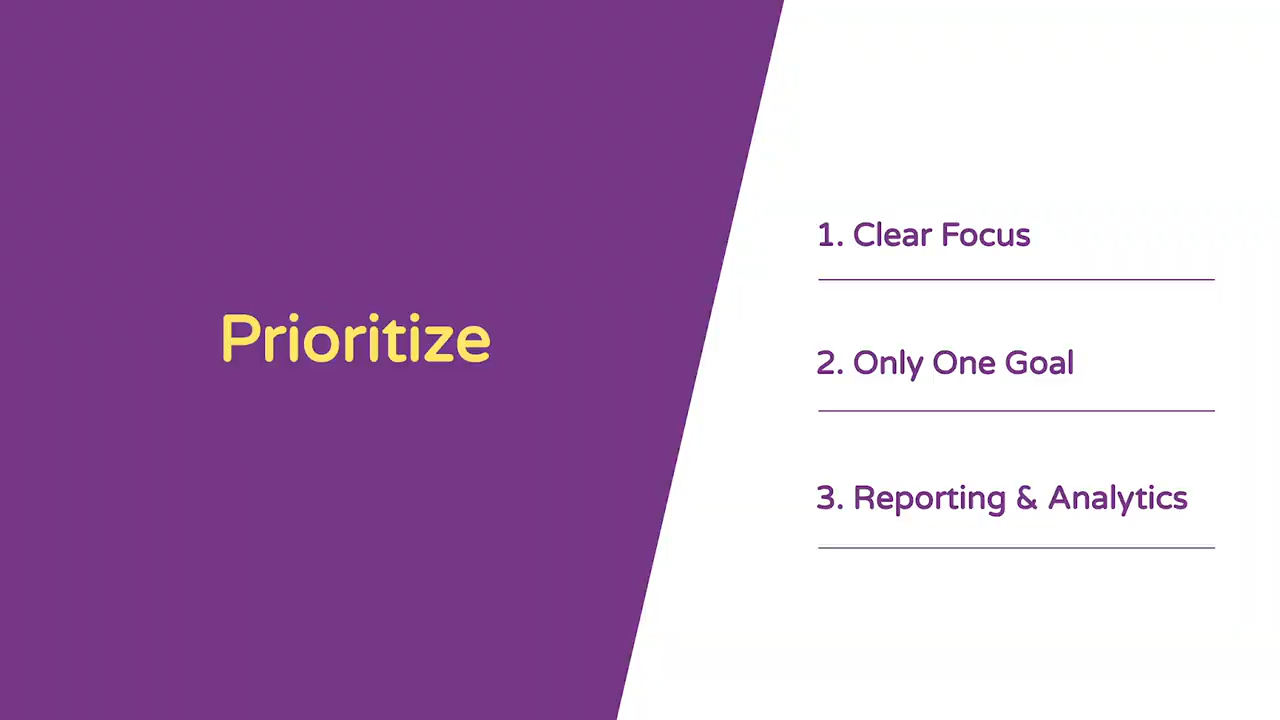 Prioritize
1. Clear Focus
2. Only One Goal
3. Reporting & Analytics